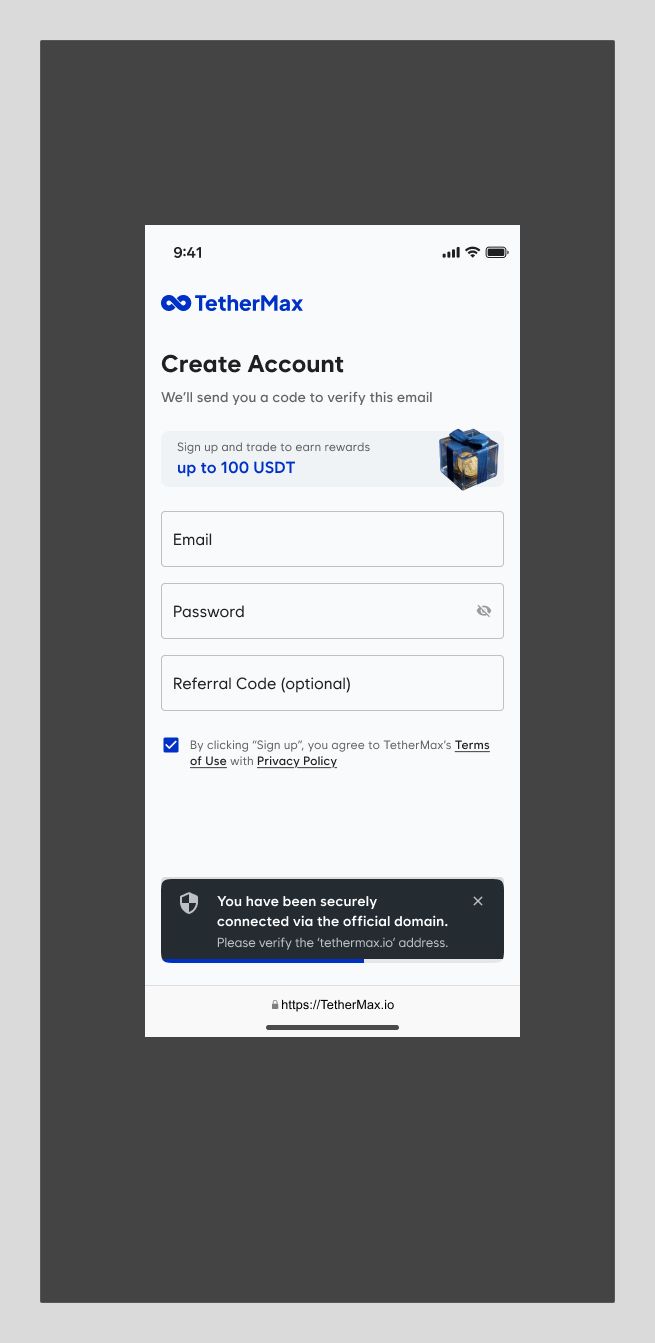 9:41
TetherMax
Create Account
We’ll send you a code to verify this email
Sign up and trade to earn rewards
up to 100 USDT
Email
Password
Referral Code (optional)
By clicking “Sign up”, you agree to TetherMax’s Terms
of Use with Privacy Policy
You have been securely
connected via the official domain.
Please verify the ‘tethermax.io’ address.
https://TetherMax.io